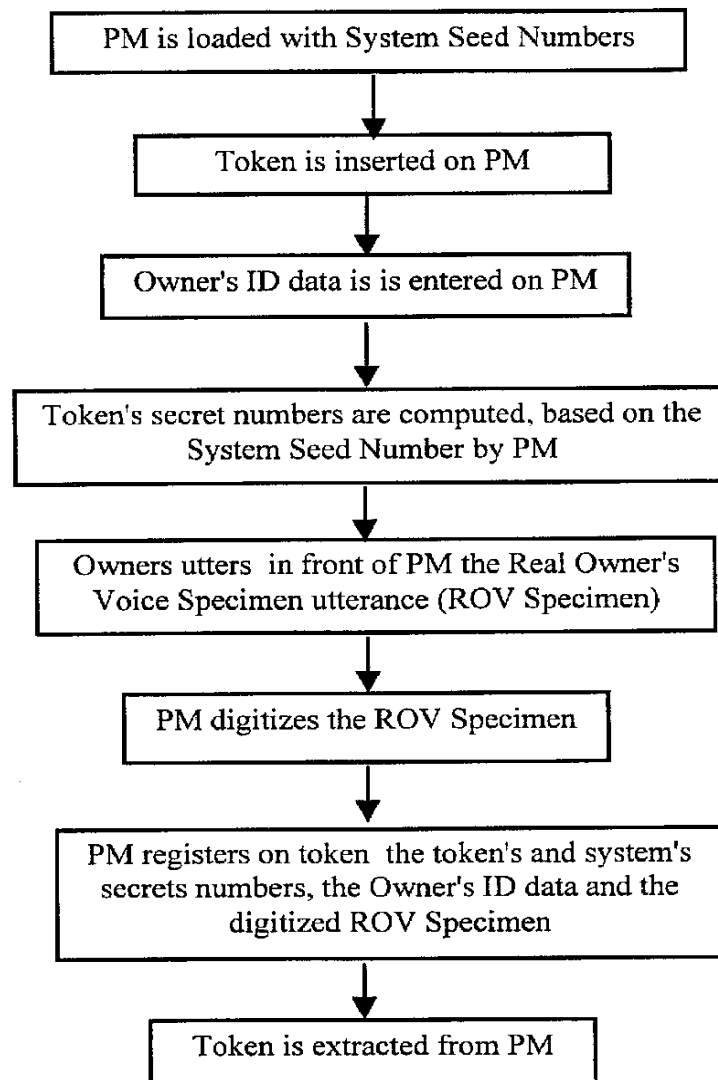 PM is loaded with System Seed Numbers
Token is inserted on PM
Owner's ID data is is entered on PM
Token's secret numbers are computed, based on the
System Seed Number by PM
Owners utters in front of PM the Real Owner's
Voice Specimen utterance (ROV Specimen)
PM digitizes the ROV Specimen
PM registers on token the token's and system's
secrets numbers, the Owner's ID data and the
digitized ROV Specimen
Token is extracted from PM